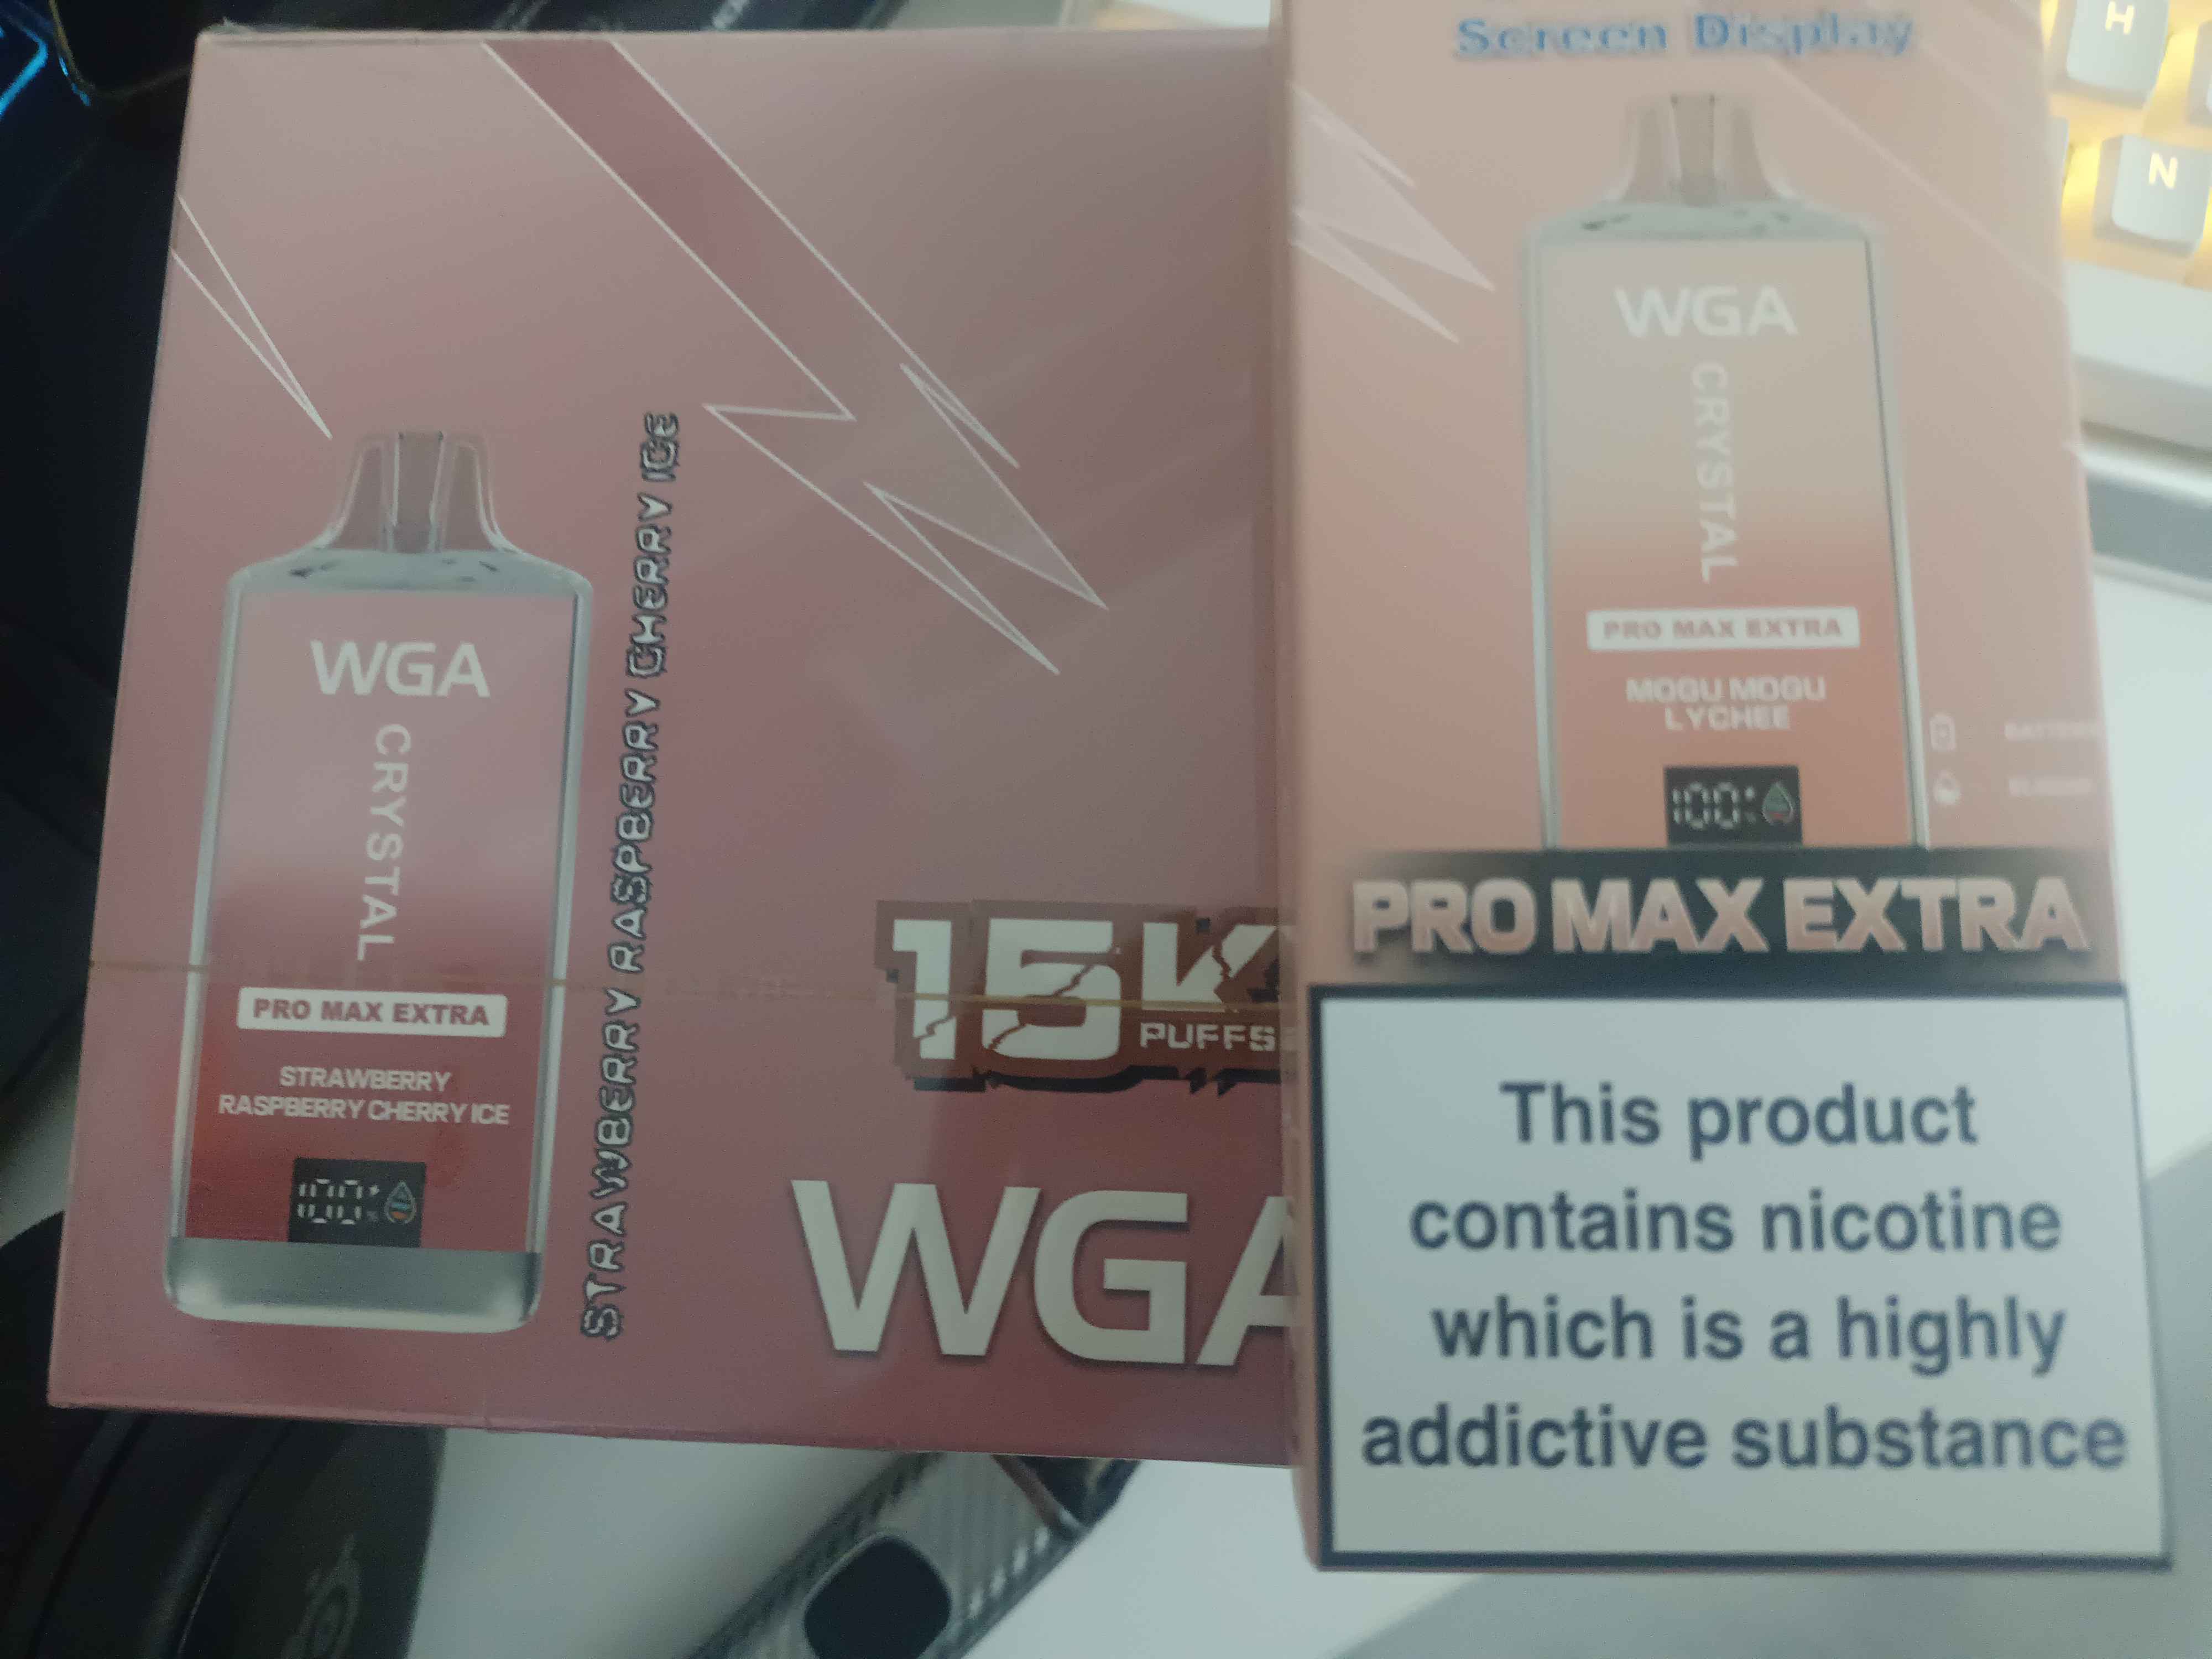 WGA
CRYSTAL
PRO MAX EXTRA
STRAWBERRY
RASPBERRY CHERRY ICE
100%
STRAWBERRY RASPBERRY CHERRY ICE
15K
PUFFS
WGA
Screen Display
WGA
CRYSTAL
PRO MAX EXTRA
MOGU MOGU
LYCHEE
100%
PRO MAX EXTRA
This product
contains nicotine
which is a highly
addictive substance
H
N